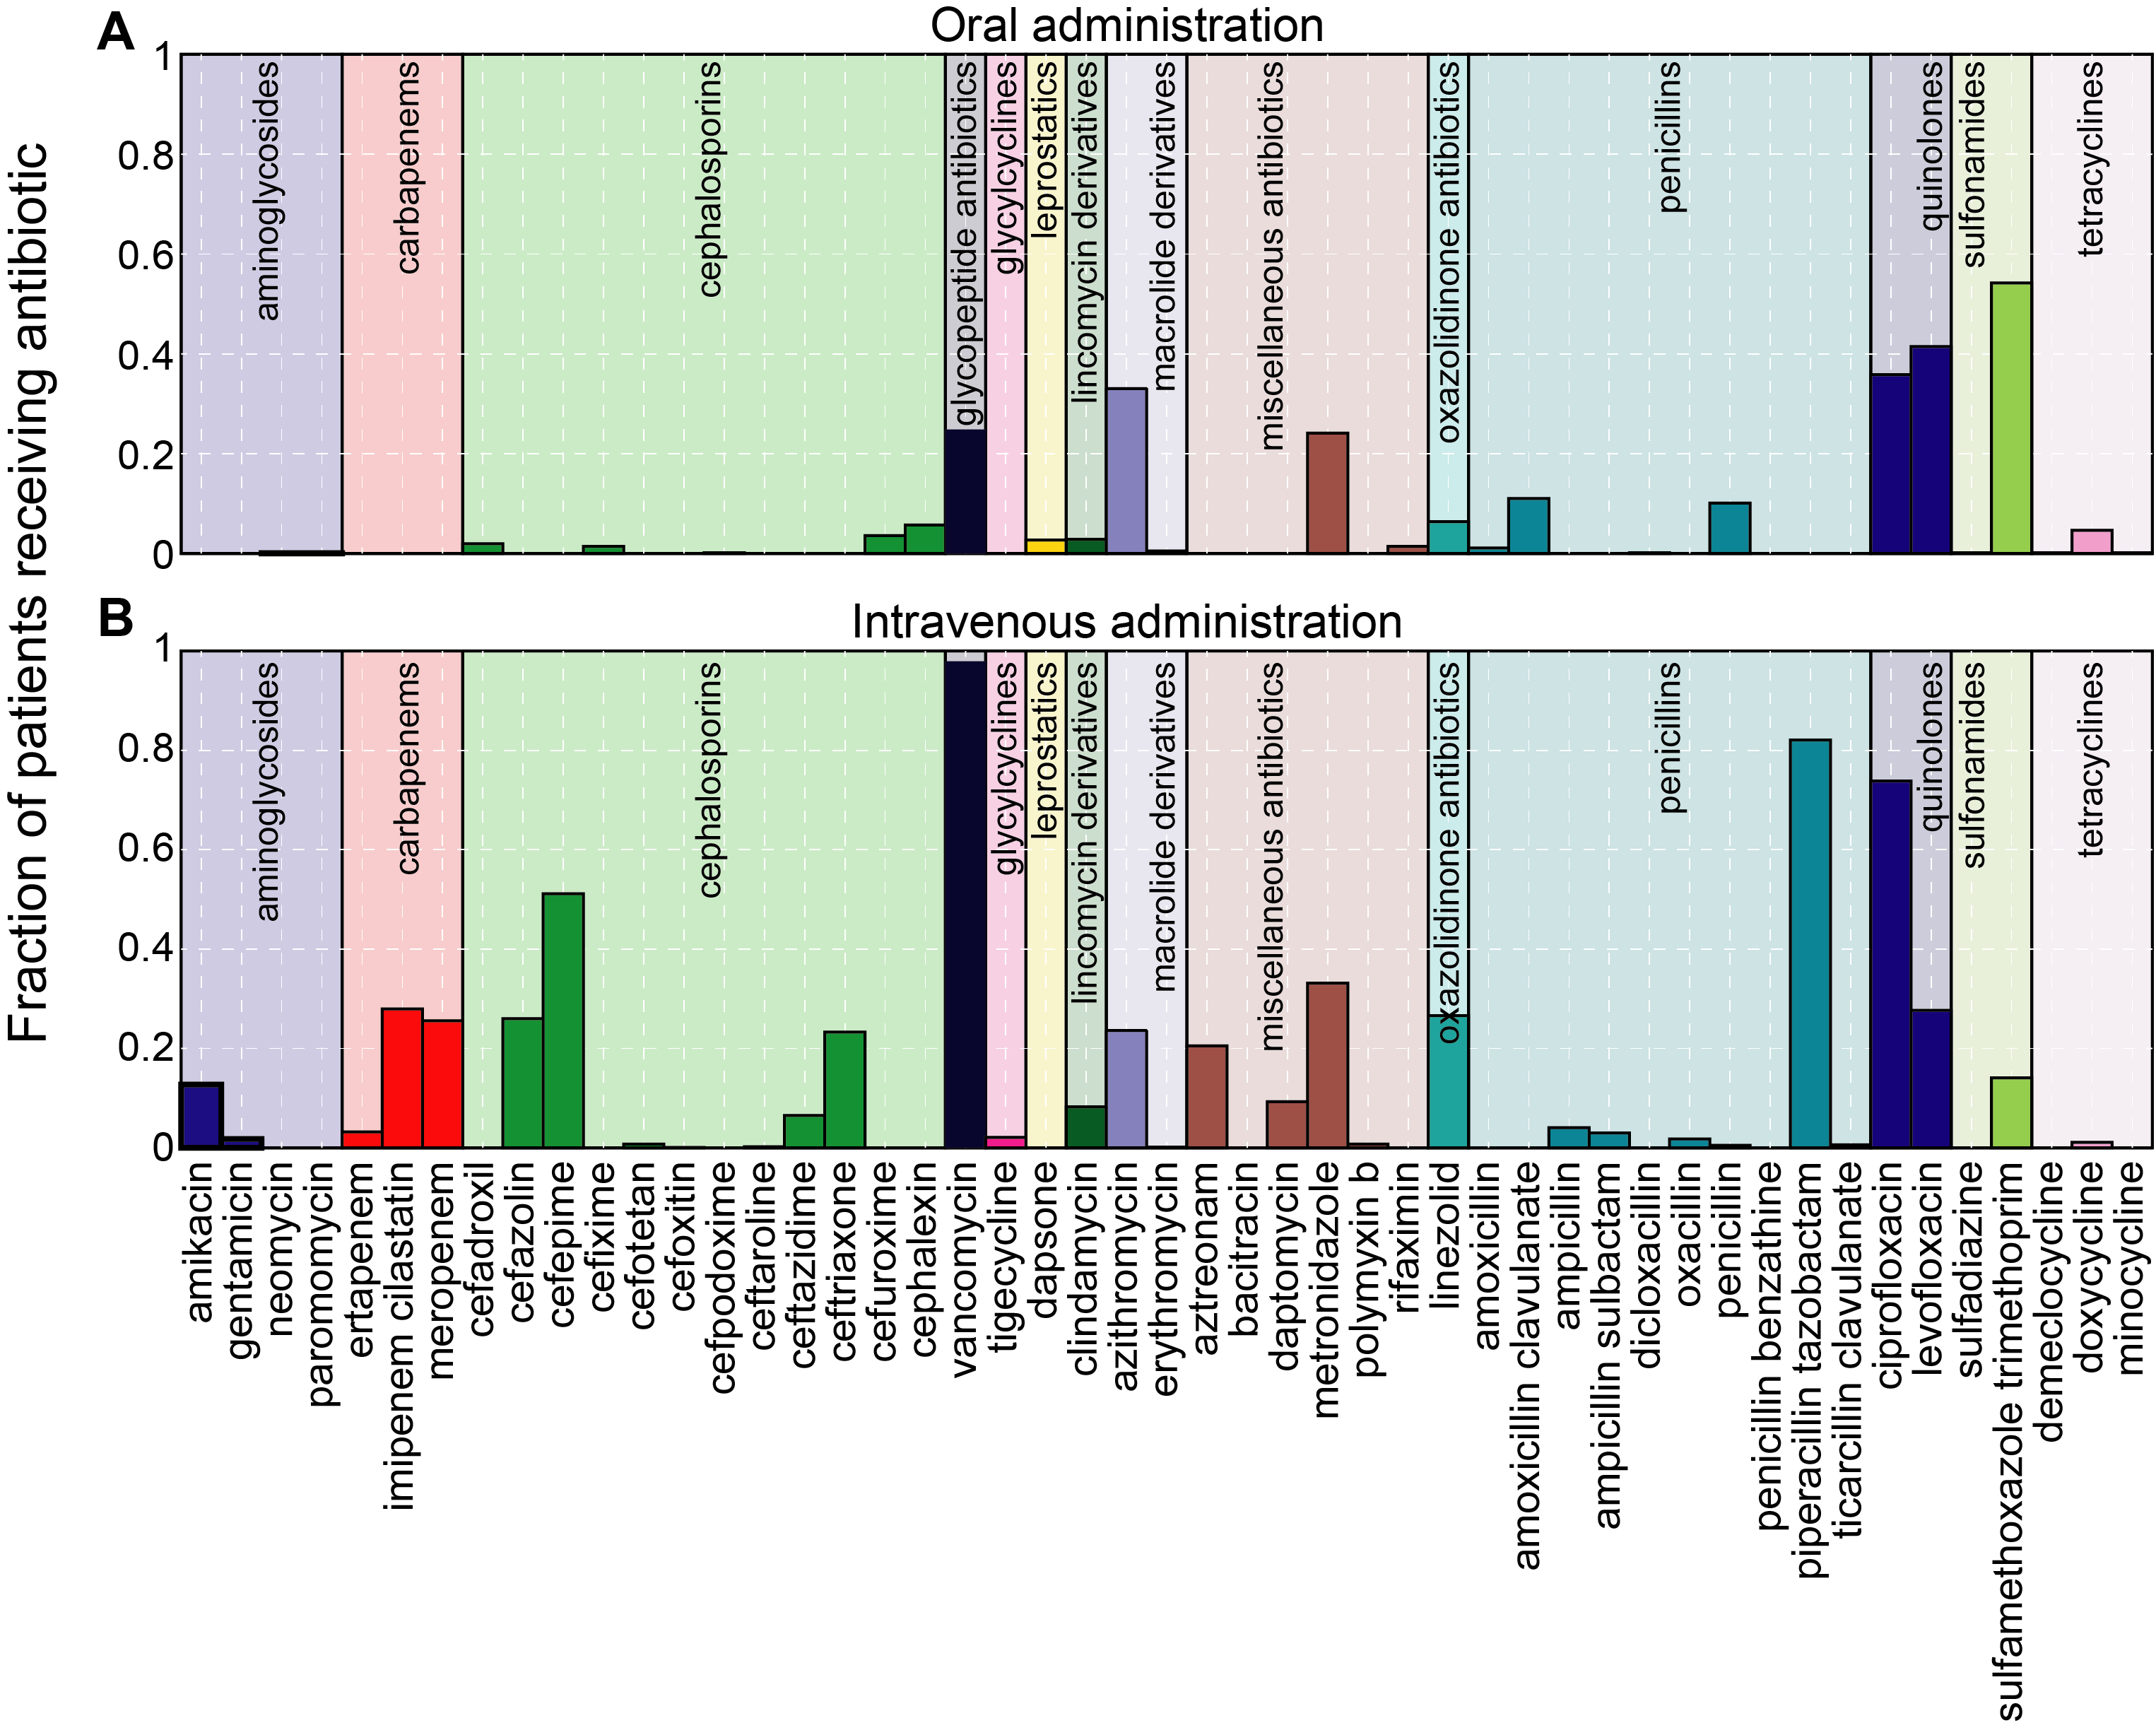 Fraction of patients receiving antibiotic
A
Oral administration
1
0.8
0.6
0.4
0.2
0
aminoglycosides
carbapenems
cephalosporins
glycopeptide antibiotics
glycylcyclines
leprostatics
lincomycin derivatives
macrolide derivatives
miscellaneous antibiotics
oxazolidinone antibiotics
penicillins
quinolones
sulfonamides
tetracyclines
B
Intravenous administration
1
0.8
0.6
0.4
0.2
0
aminoglycosides
carbapenems
cephalosporins
glycylcyclines
leprostatics
lincomycin derivatives
macrolide derivatives
miscellaneous antibiotics
oxazolidinone antibiotics
penicillins
quinolones
sulfonamides
tetracyclines
amikacin
gentamicin
neomycin
paromomycin
ertapenem
imipenem cilastatin
meropenem
cefadroxil
cefazolin
cefepime
cefixime
cefotetan
cefoxitin
cefpodoxime
ceftaroline
ceftazidime
ceftriaxone
cefuroxime
cephalexin
vancomycin
tigecycline
dapsone
clindamycin
azithromycin
erythromycin
aztreonam
bacitracin
daptomycin
metronidazole
polymyxin b
rifaximin
linezolid
amoxicillin
amoxicillin clavulanate
ampicillin
ampicillin sulbactam
dicloxacillin
oxacillin
penicillin
penicillin benzathine
piperacillin tazobactam
ticarcillin clavulanate
ciprofloxacin
levofloxacin
sulfadiazine
sulfamethoxazole trimethoprim
demeclocycline
doxycycline
minocycline